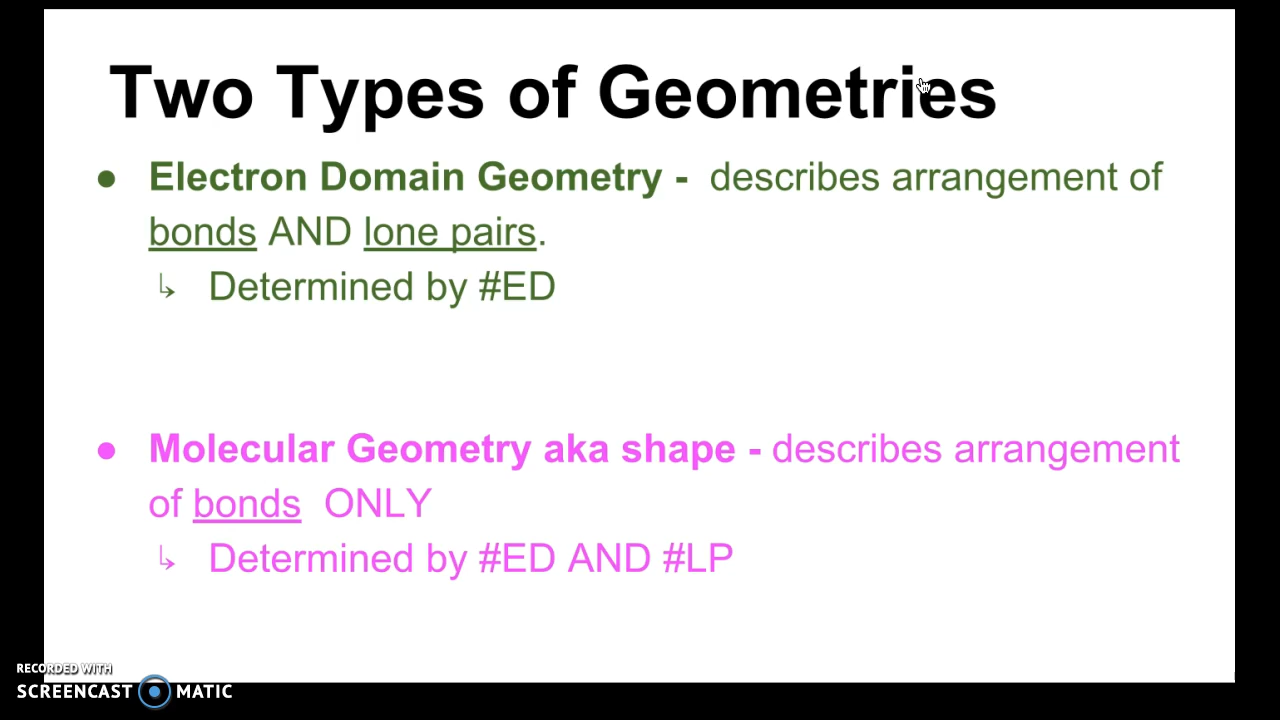 Two Types of Geometries
● Electron Domain Geometry - describes arrangement of
bonds AND lone pairs.
↳ Determined by #ED
● Molecular Geometry aka shape - describes arrangement
of bonds ONLY
↳ Determined by #ED AND #LP
RECORDED WITH
SCREENCAST MATIC